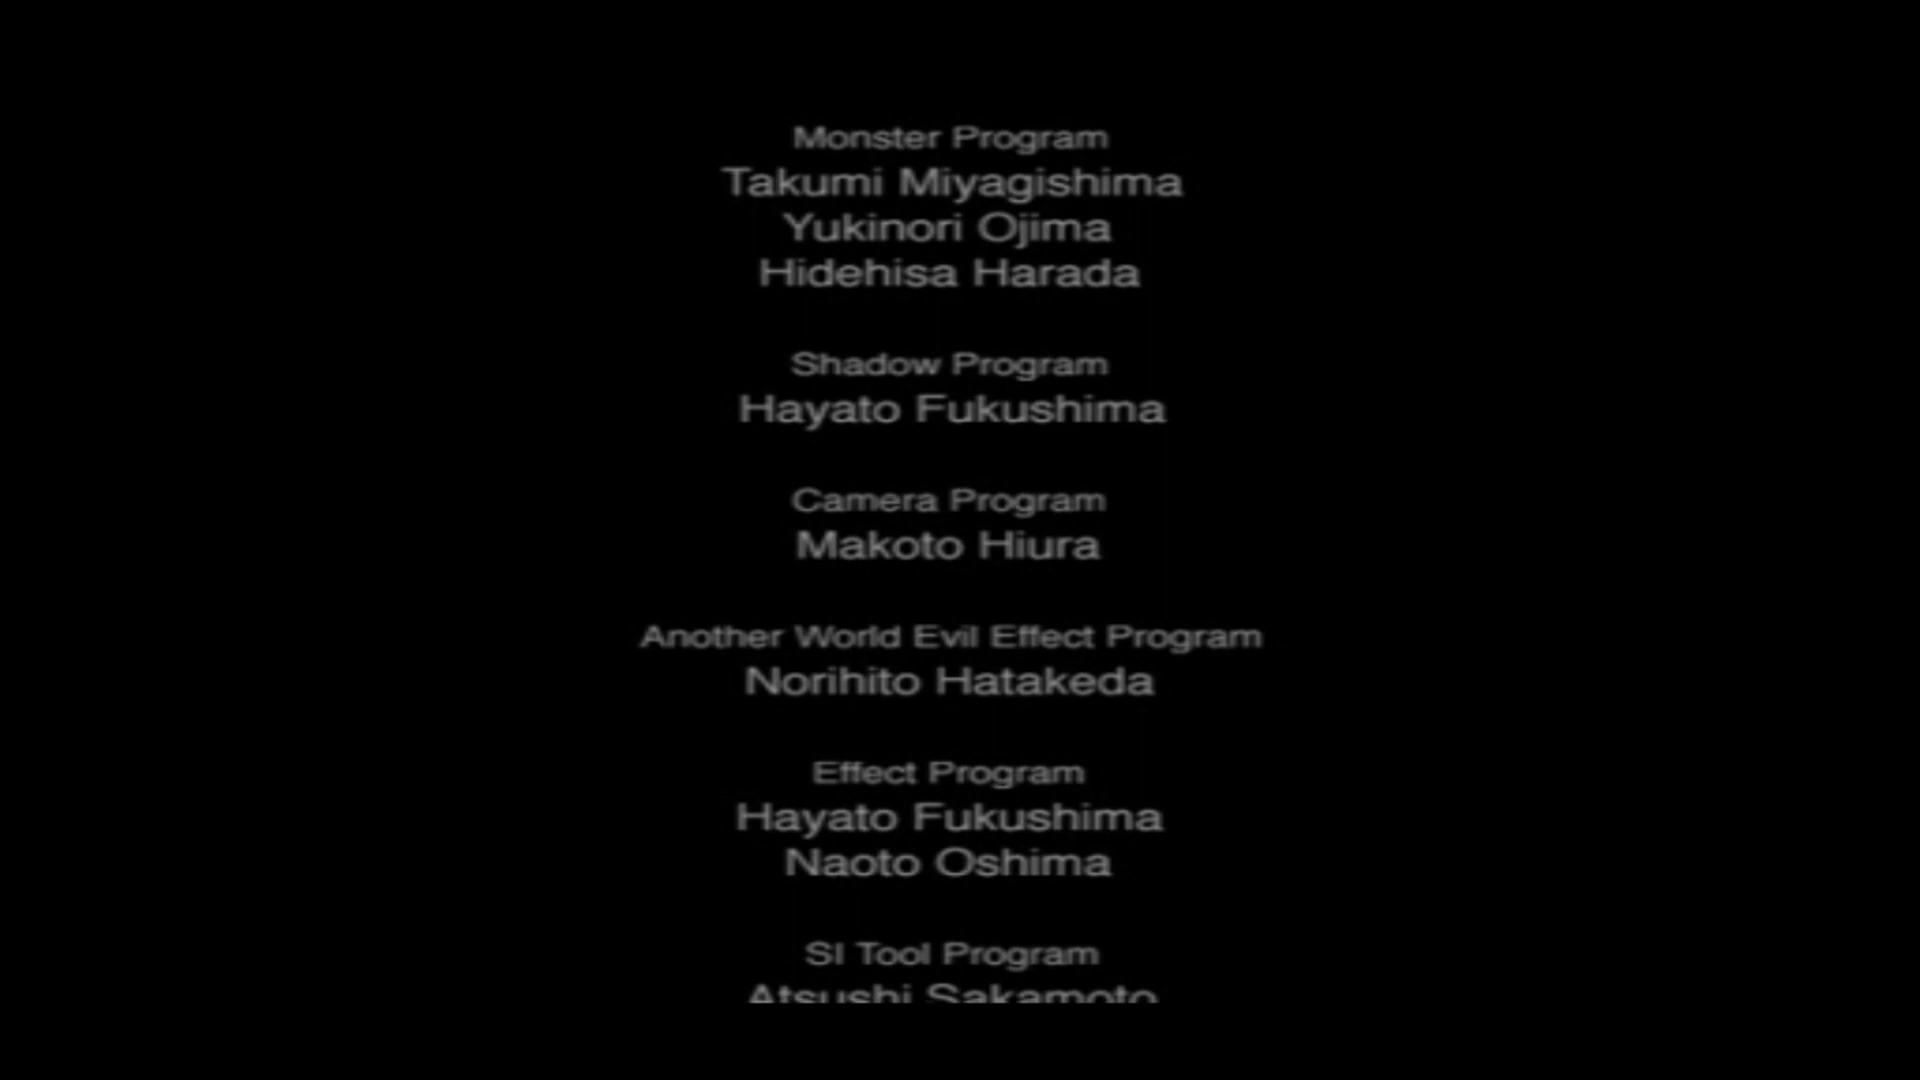 Monster Program
Takumi Miyagishima
Yukinori Ojima
Hidehisa Harada
Shadow Program
Hayato Fukushima
Camera Program
Makoto Hiura
Another World Evil Effect Program
Norihito Hatakeda
Effect Program
Hayato Fukushima
Naoto Oshima
SI Tool Program
Atsushi Sakamoto